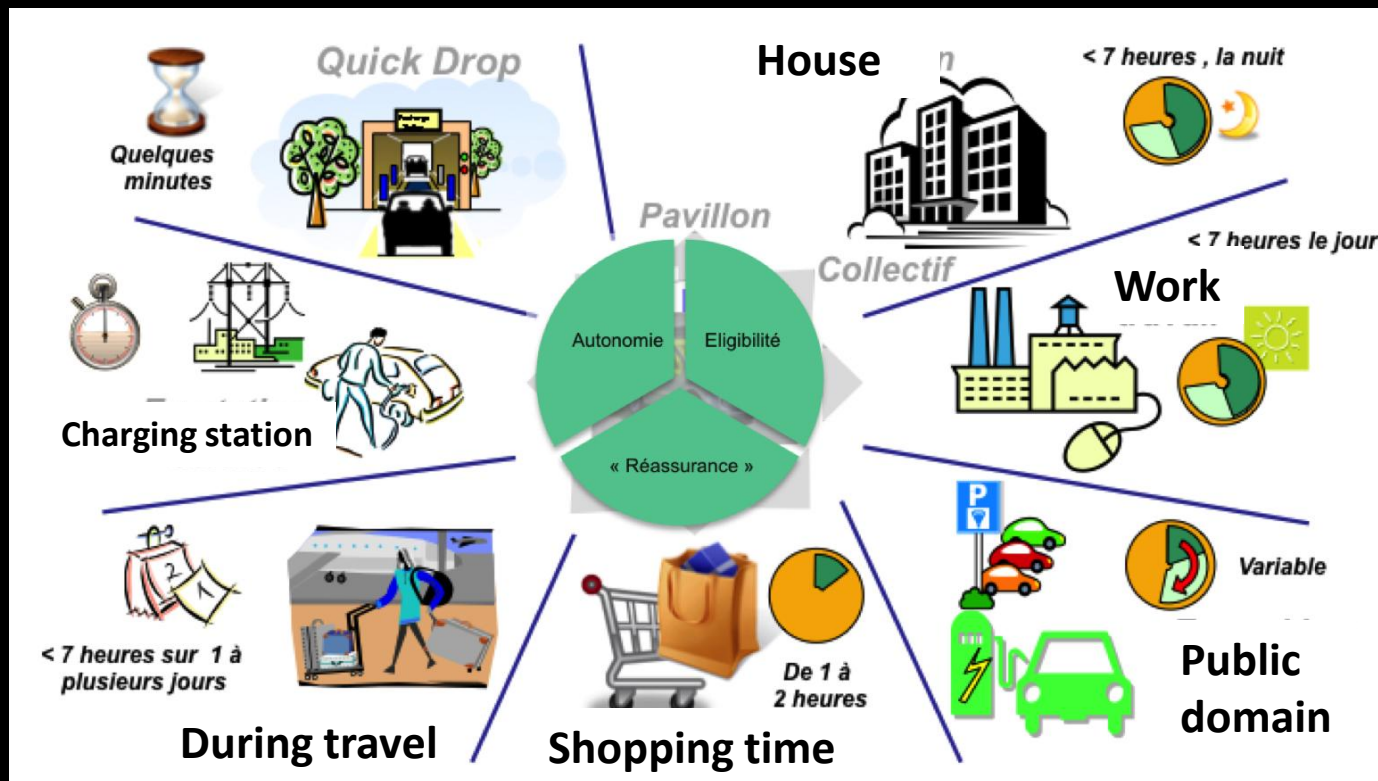 Quick Drop
House
< 7 heures , la nuit
Quelques
minutes
Pavillon
Collectif
< 7 heures le jour
Work
Autonomie
Eligibilité
« Réassurance »
Charging station
P
Variable
2
1
< 7 heures sur 1 à
plusieurs jours
De 1 à
2 heures
Public
domain
During travel
Shopping time